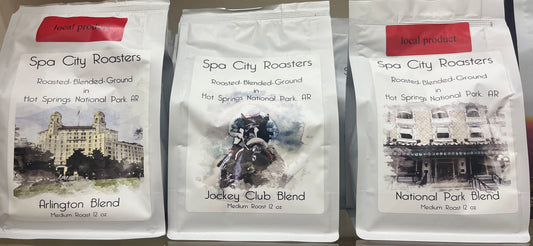 local product
Spa City Roasters
Roasted-Blended-Ground
in
Hot Springs National Park, AR
Arlington Blend
Medium Roast 12 oz
Spa City Roasters
Roasted-Blended-Ground
in
Hot Springs National Park, AR
Jockey Club Blend
Medium Roast 12 oz
local product
Spa City Roasters
Roasted-Blended-Ground
in
Hot Springs National Park, AR
National Park Blend
Medium Roast 12 oz